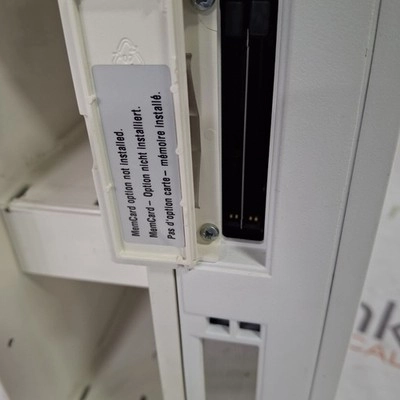 MemCard option not installed.
MemCard – Option nicht installiert.
Pas d'option carte – mémoire installé.